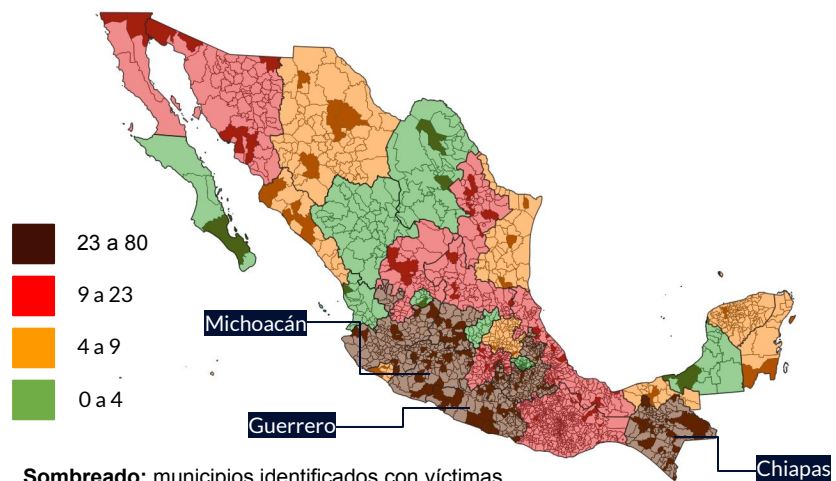 23 a 80
9 a 23
4 a 9
0 a 4
Michoacán
Guerrero
Chiapas
Sombreado: municipios identificados con víctimas